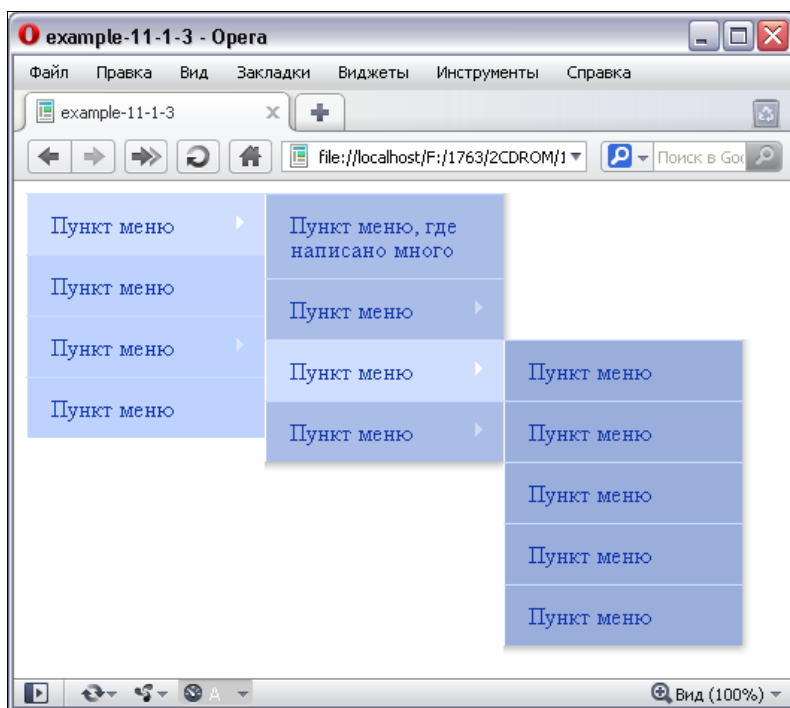 example-11-1-3 - Opera
Файл Правка Вид Закладки Виджеты Инструменты Справка
example-11-1-3
file://localhost/F:/1763/2CDROM/1
Поиск в Goo
Пункт меню
Пункт меню
Пункт меню
Пункт меню
Пункт меню, где
написано много
Пункт меню
Пункт меню
Пункт меню
Пункт меню
Пункт меню
Пункт меню
Пункт меню
Пункт меню
A
Вид (100%)